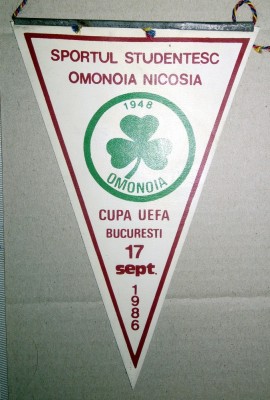 SPORTUL STUDENTESC
OMONOIA NICOSIA
1948
OMONOIA
CUPA UEFA
BUCURESTI
17
sept.
1986